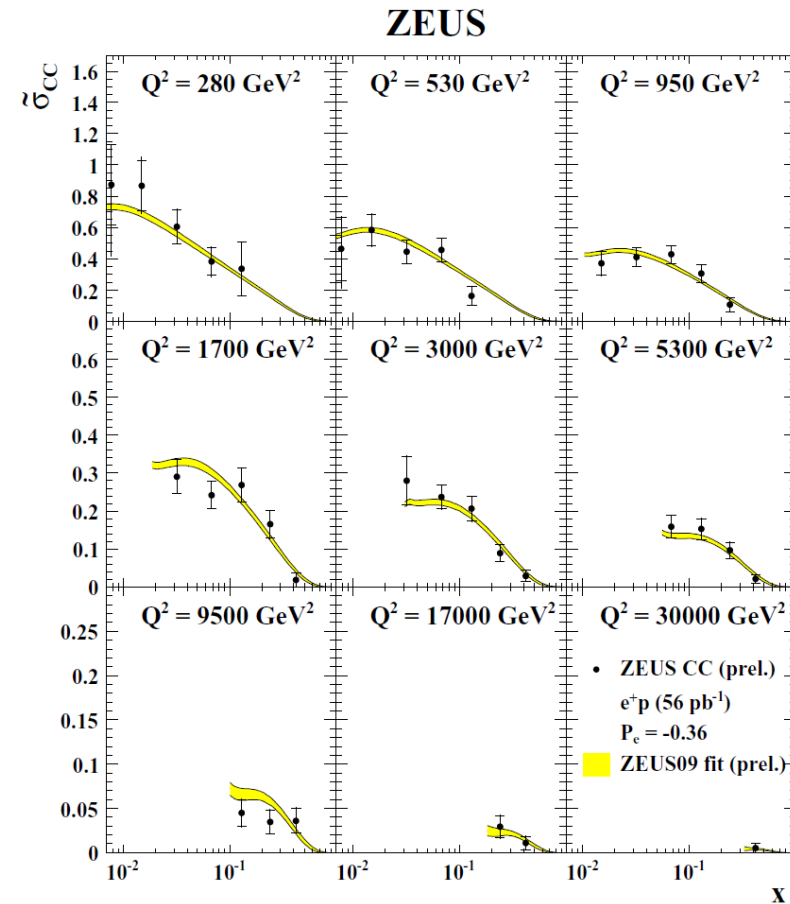 ZEUS
σ̃CC
Q² = 280 GeV²
Q² = 530 GeV²
Q² = 950 GeV²
1.6
1.4
1.2
1
0.8
0.6
0.4
0.2
0
Q² = 1700 GeV²
Q² = 3000 GeV²
Q² = 5300 GeV²
0.6
0.5
0.4
0.3
0.2
0.1
0
Q² = 9500 GeV²
Q² = 17000 GeV²
Q² = 30000 GeV²
0.25
0.2
0.15
0.1
0.05
0
ZEUS CC (prel.)
e⁺p (56 pb⁻¹)
Pₑ = -0.36
ZEUS09 fit (prel.)
10⁻² 10⁻¹ 10⁻² 10⁻¹ 10⁻² 10⁻¹
x